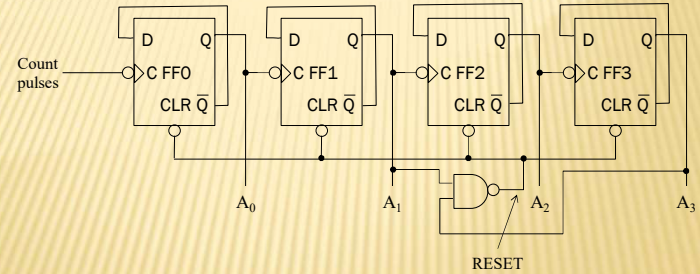 D Q D Q D Q D Q
Count
pulses
C FF0 C FF1 C FF2 C FF3
CLR Q̅ CLR Q̅ CLR Q̅ CLR Q̅
A₀ A₁ A₂ A₃
RESET